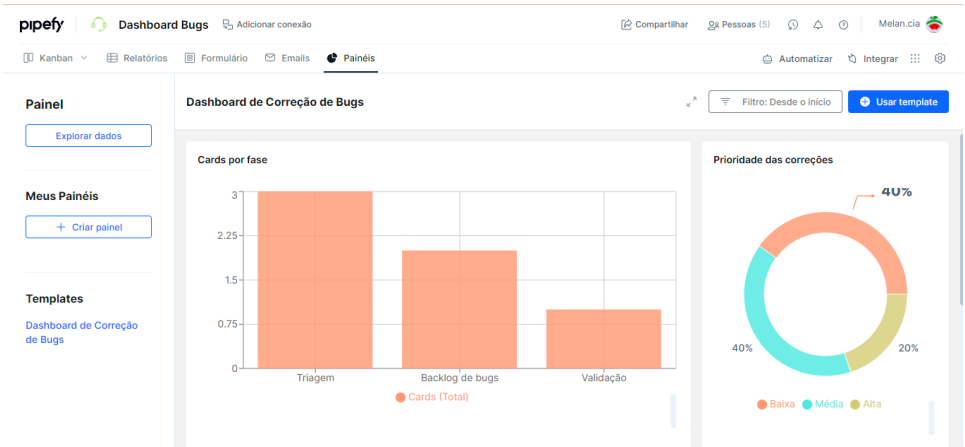 pipefy
Dashboard Bugs
Adicionar conexão
Compartilhar
Pessoas (5)
Melan.cia
Kanban
Relatórios
Formulário
Emails
Painéis
Automatizar
Integrar
Painel
Explorar dados
Meus Painéis
+ Criar painel
Templates
Dashboard de Correção
de Bugs
Dashboard de Correção de Bugs
Filtro: Desde o início
Usar template
Cards por fase
3
2.25
1.5
0.75
0
Triagem
Backlog de bugs
Validação
Cards (Total)
Prioridade das correções
40%
40%
20%
Baixa
Média
Alta